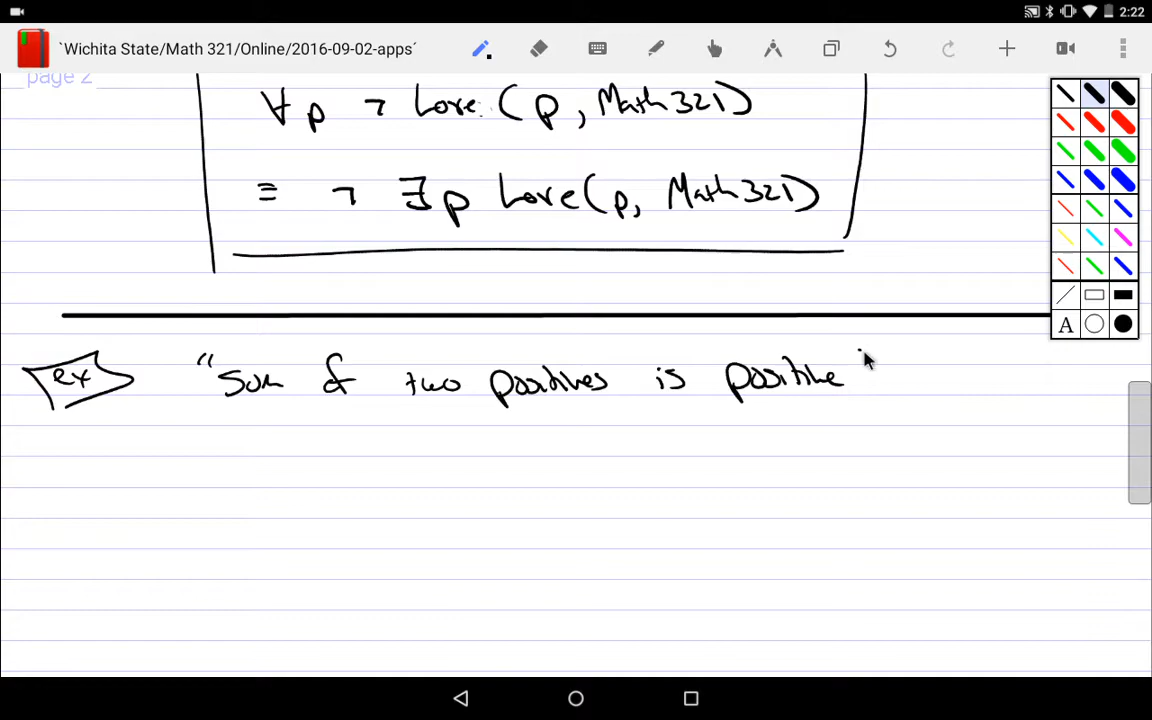 2:22
`Wichita State/Math 321/Online/2016-09-02-apps´
page 2
∀p ¬ Love (p, Math321)
≡ ¬ ∃p Love(p, Math321)
ex "Sum of two positives is positive
A